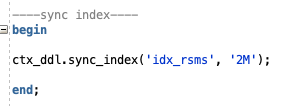 ----sync index----
begin
ctx_ddl.sync_index('idx_rsms', '2M');
end;